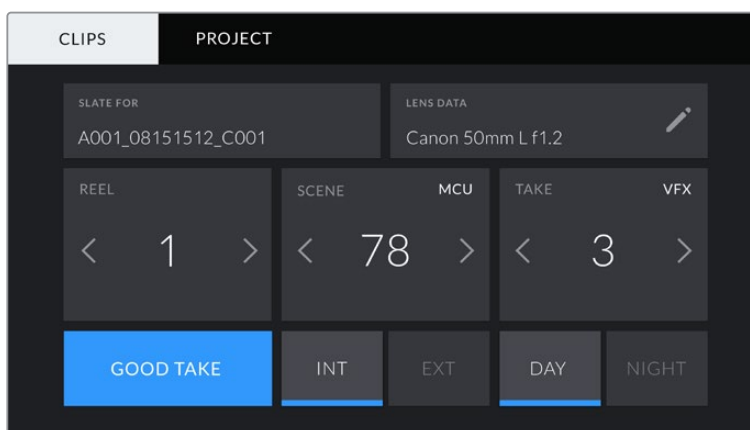 CLIPS PROJECT
SLATE FOR LENS DATA
A001_08151512_C001 Canon 50mm L f1.2
REEL SCENE MCU TAKE VFX
< 1 > < 78 > < 3 >
GOOD TAKE INT EXT DAY NIGHT